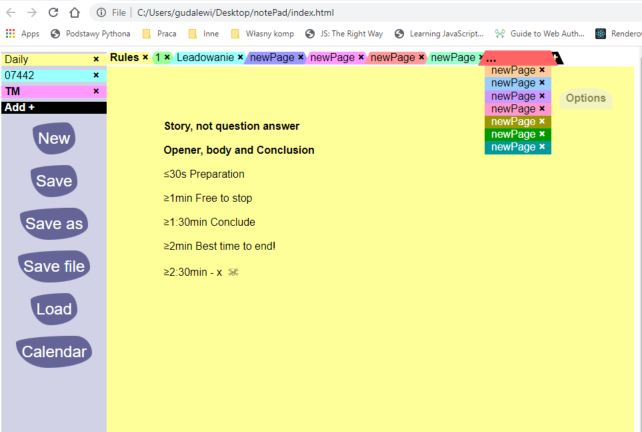 File | C:/Users/gudalewi/Desktop/notePad/index.html
Apps Podstawy Pythona Praca Inne Własny komp JS: The Right Way Learning JavaScript... Guide to Web Auth...
Rules × 1 × Leadowanie × newPage × newPage × newPage × newPage ...
Daily ×
07442 ×
TM ×
Add +
newPage ×
newPage ×
newPage ×
newPage ×
newPage ×
newPage ×
newPage ×
Options
New
Save
Save as
Save file
Load
Calendar
Story, not question answer
Opener, body and Conclusion
≤30s Preparation
≥1min Free to stop
≥1:30min Conclude
≥2min Best time to end!
≥2:30min - x